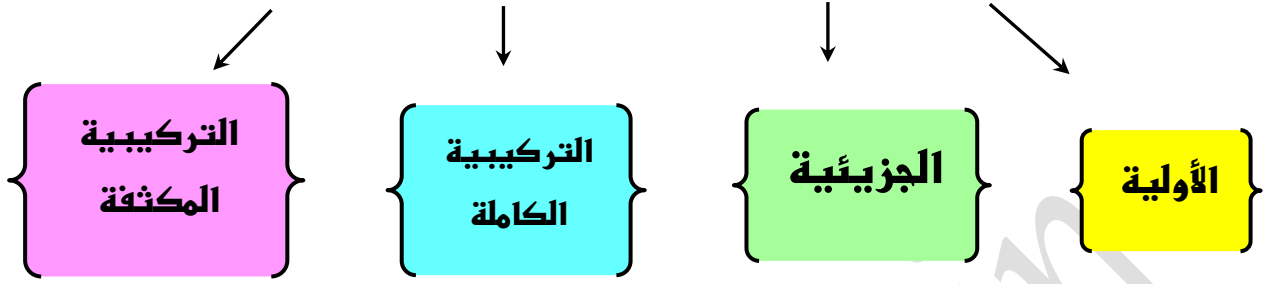 الأولية
الجزيئية
التركيبية
الكاملة
التركيبية
المكثفة